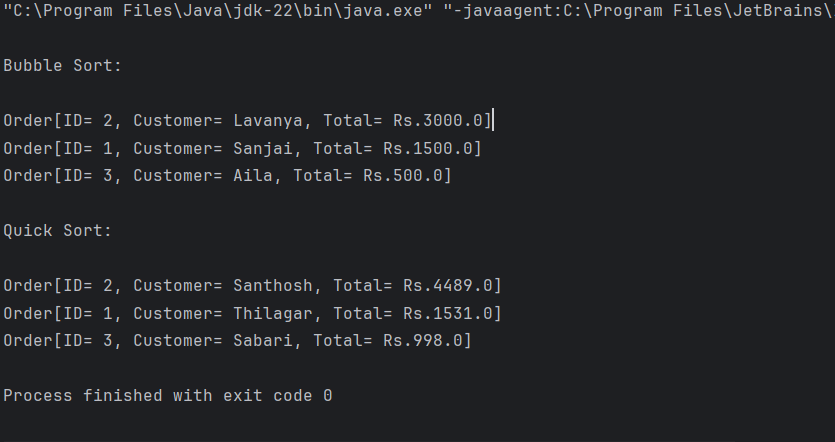 "C:\Program Files\Java\jdk-22\bin\java.exe" "-javaagent:C:\Program Files\JetBrains\
Bubble Sort:
Order[ID= 2, Customer= Lavanya, Total= Rs.3000.0]
Order[ID= 1, Customer= Sanjai, Total= Rs.1500.0]
Order[ID= 3, Customer= Aila, Total= Rs.500.0]
Quick Sort:
Order[ID= 2, Customer= Santhosh, Total= Rs.4489.0]
Order[ID= 1, Customer= Thilagar, Total= Rs.1531.0]
Order[ID= 3, Customer= Sabari, Total= Rs.998.0]
Process finished with exit code 0